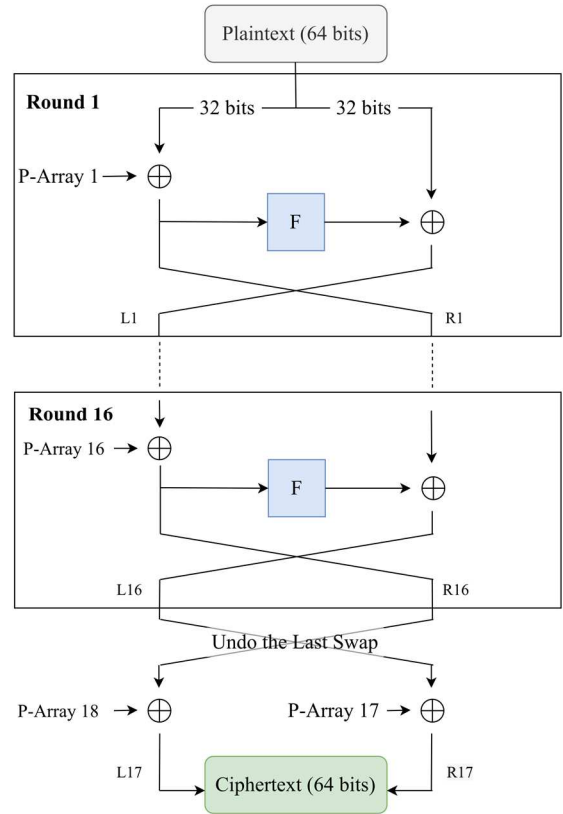 Plaintext (64 bits)
Round 1
32 bits
32 bits
P-Array 1
F
L1
R1
Round 16
P-Array 16
F
L16
R16
Undo the Last Swap
P-Array 18
P-Array 17
L17
R17
Ciphertext (64 bits)